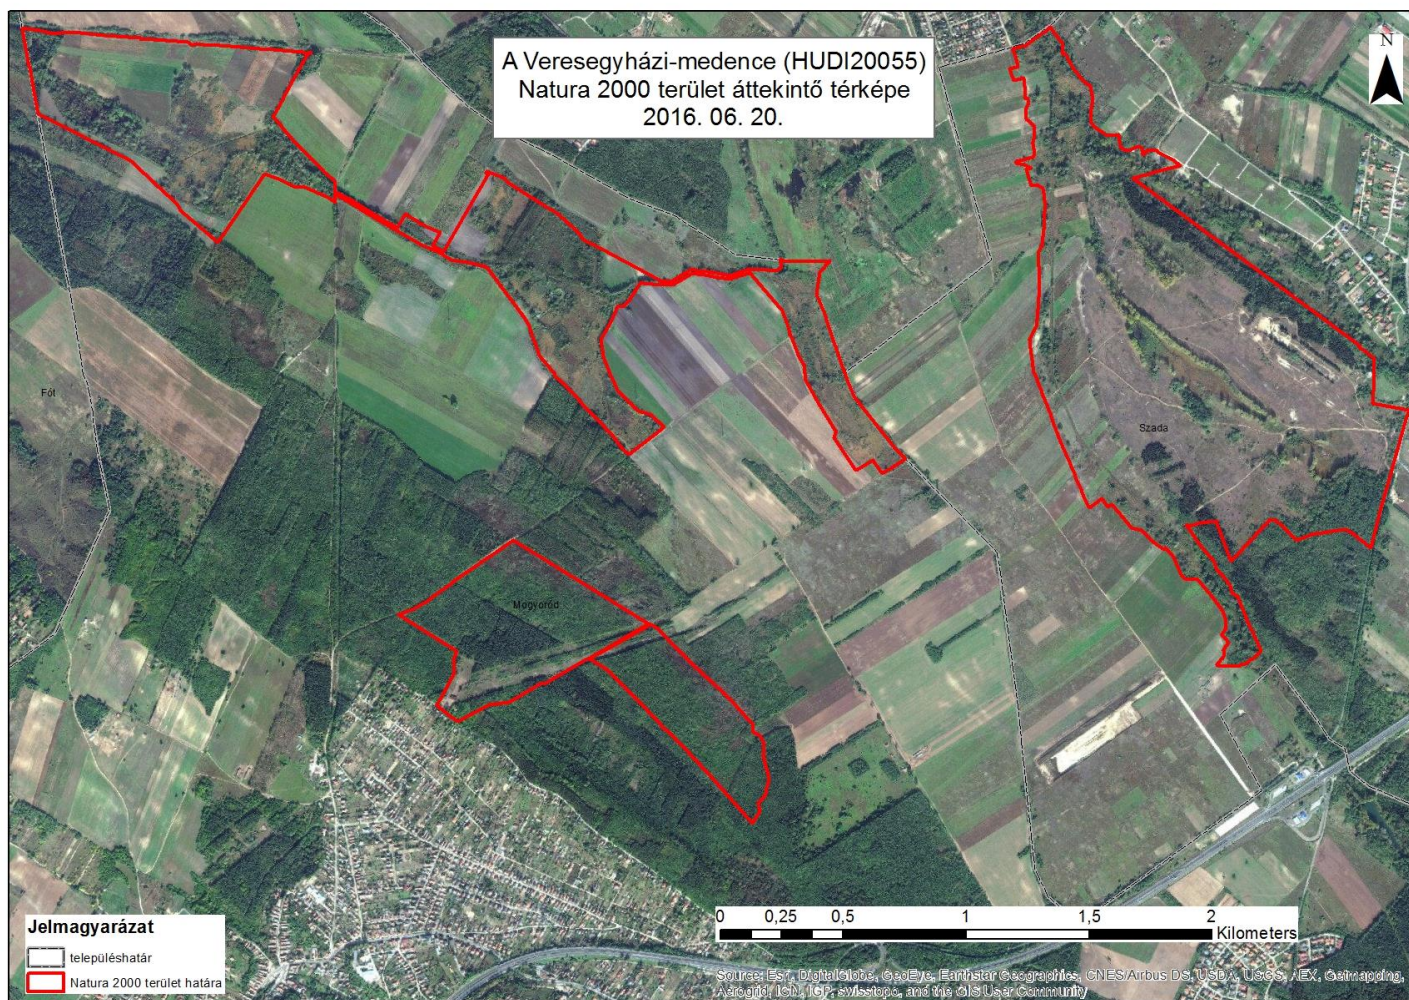 A Veresegyházi-medence (HUDI20055)
Natura 2000 terület áttekintő térképe
2016. 06. 20.
N
Fót
Szada
Mogyoród
Jelmagyarázat
településhatár
Natura 2000 terület határa
0 0,25 0,5 1 1,5 2
Kilometers
Source: Esri, DigitalGlobe, GeoEye, Earthstar Geographics, CNES/Airbus DS, USDA, USGS, AEX, Getmapping,
Aerogrid, IGN, IGP, swisstopo, and the GIS User Community